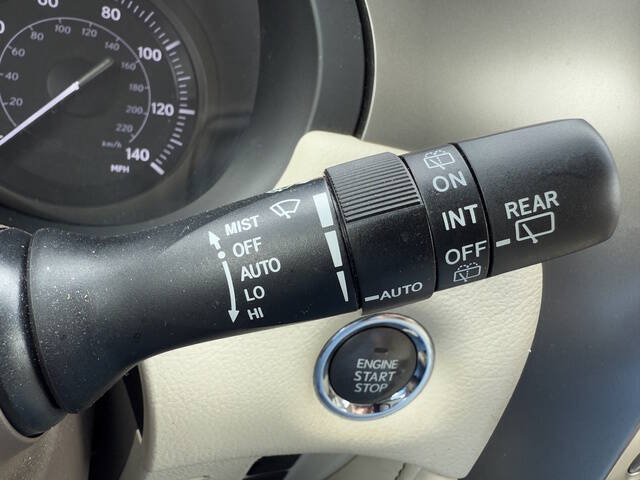 60
80
100
120
140
MPH
20
40
60
80
100
120
140
160
180
200
220
km/h
MIST
OFF
AUTO
LO
HI
AUTO
ON
INT
OFF
REAR
ENGINE
START
STOP